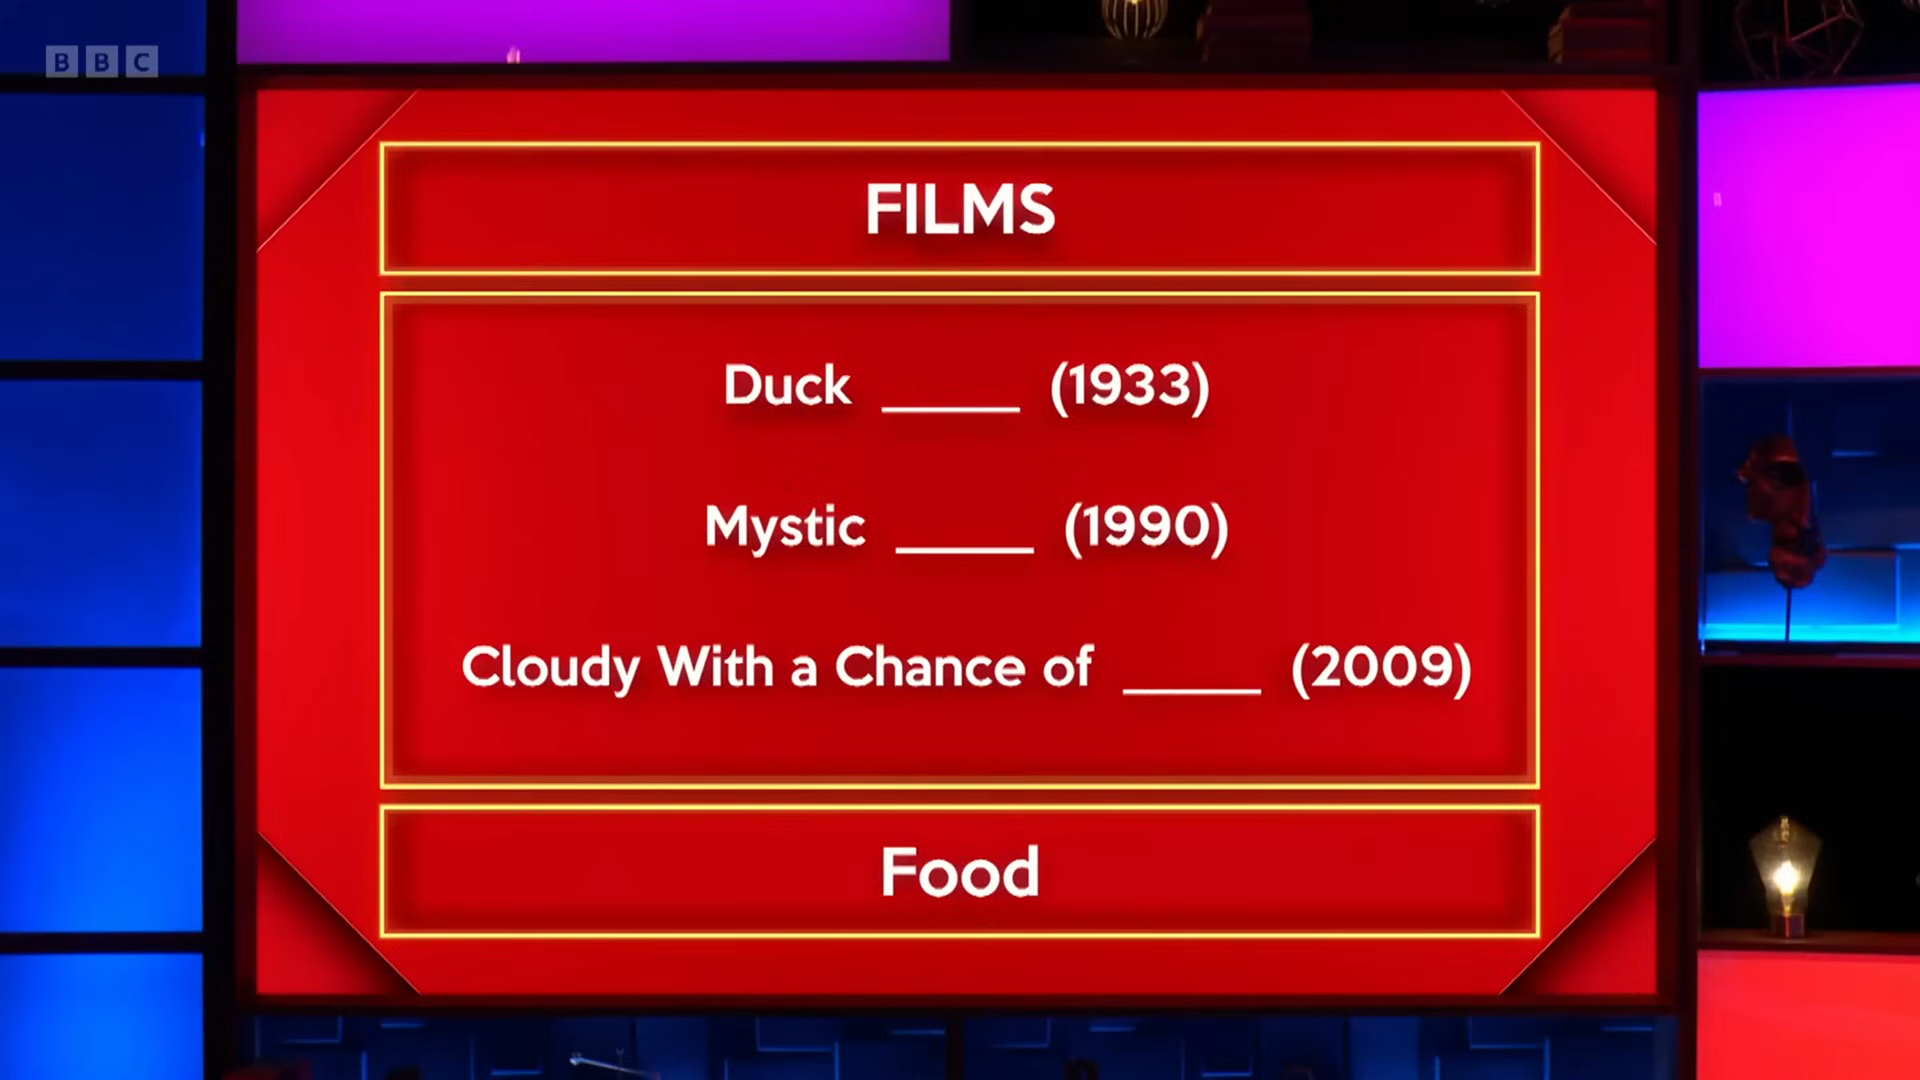 BBC
FILMS
Duck _____ (1933)
Mystic _____ (1990)
Cloudy With a Chance of _____ (2009)
Food